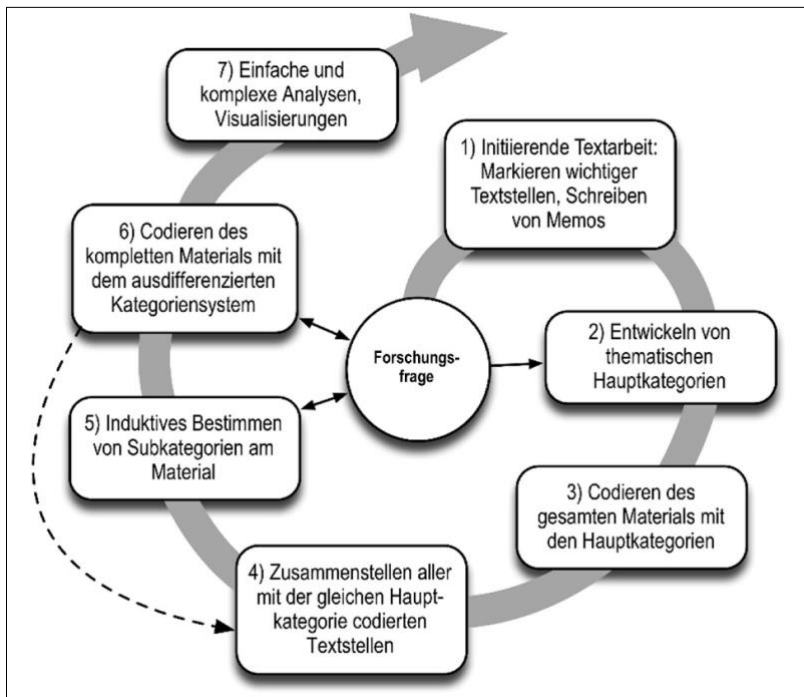 7) Einfache und
komplexe Analysen,
Visualisierungen
1) Initiierende Textarbeit:
Markieren wichtiger
Textstellen, Schreiben
von Memos
6) Codieren des
kompletten Materials mit
dem ausdifferenzierten
Kategoriensystem
Forschungs-
frage
2) Entwickeln von
thematischen
Hauptkategorien
5) Induktives Bestimmen
von Subkategorien am
Material
3) Codieren des
gesamten Materials mit
den Hauptkategorien
4) Zusammenstellen aller
mit der gleichen Haupt-
kategorie codierten
Textstellen